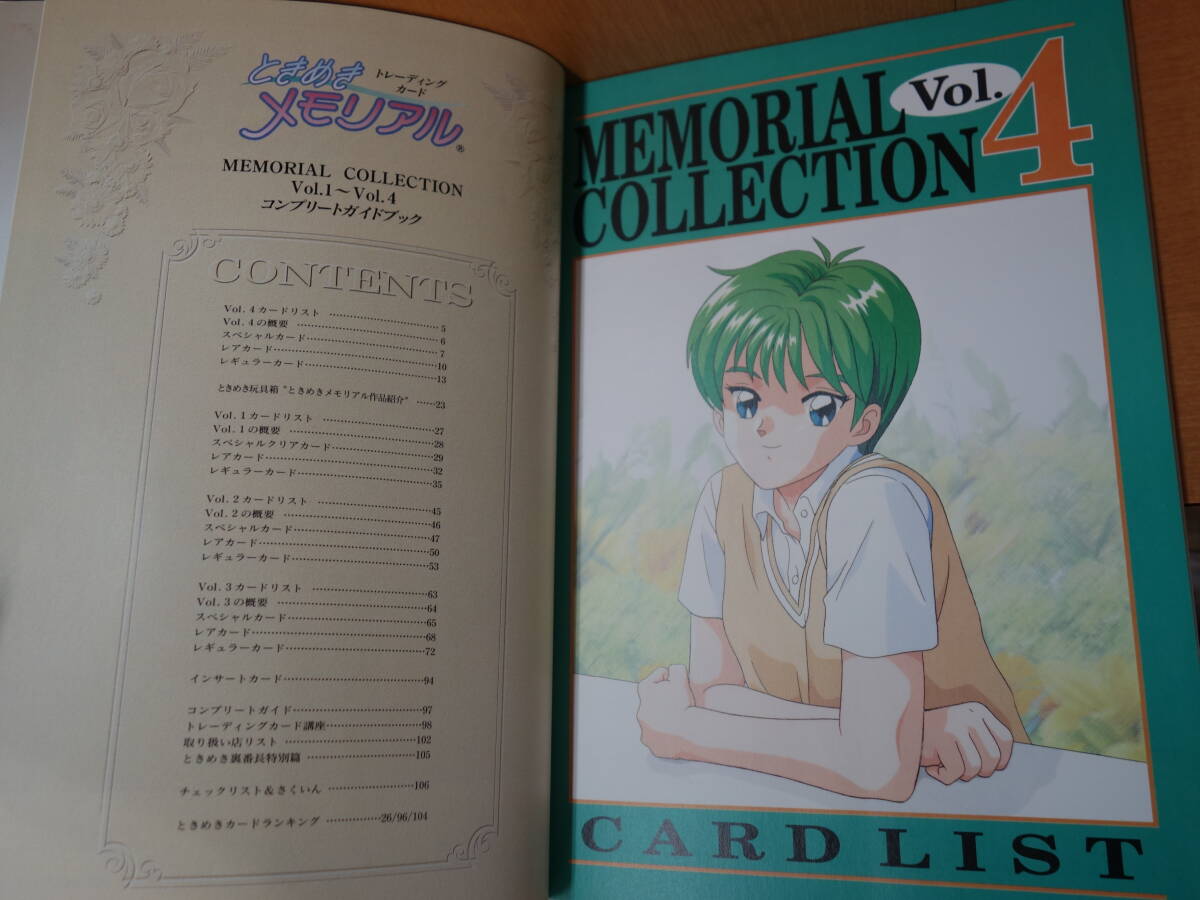 ときめき
メモリアル®
トレーディング
カード
MEMORIAL COLLECTION
Vol.1～Vol.4
コンプリートガイドブック
CONTENTS
Vol.4カードリスト ……………………5
Vol.4の概要 ……………………6
スペシャルカード……………………7
レアカード……………………10
レギュラーカード……………………13
ときめき玩具箱"ときめきメモリアル作品紹介" ……23
Vol.1カードリスト ……………………27
Vol.1の概要 ……………………28
スペシャルクリアカード……………………29
レアカード……………………32
レギュラーカード……………………35
Vol.2カードリスト ……………………45
Vol.2の概要 ……………………46
スペシャルカード……………………47
レアカード……………………50
レギュラーカード……………………53
Vol.3カードリスト ……………………63
Vol.3の概要 ……………………64
スペシャルカード……………………65
レアカード……………………68
レギュラーカード……………………72
インサートカード……………………94
コンプリートガイド……………………97
トレーディングカード講座……………………98
取り扱い店リスト ……………………102
ときめき裏番長特別篇 ……………………105
チェックリスト＆さくいん ……………………106
ときめきカードランキング ……………26/96/104
MEMORIAL Vol.4
COLLECTION
CARD LIST